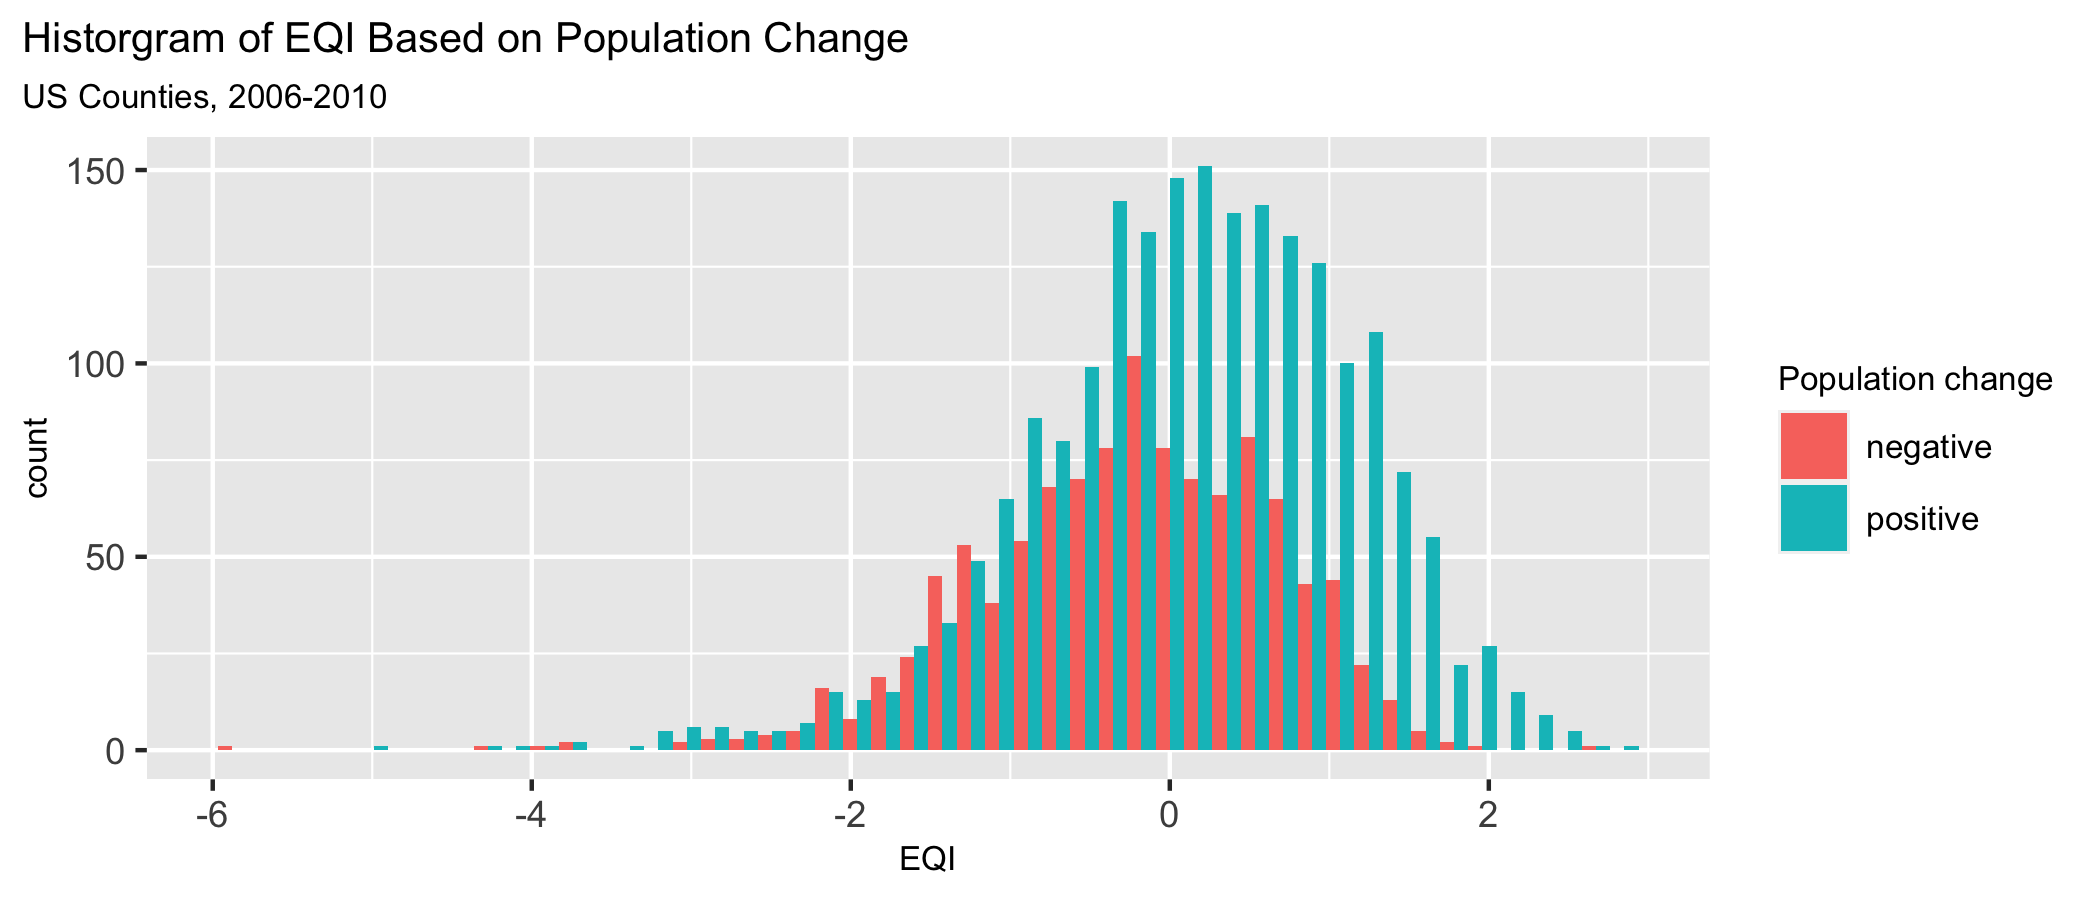 Historgram of EQI Based on Population Change
US Counties, 2006-2010
150
100
50
0
count
-6 -4 -2 0 2
EQI
Population change
negative
positive